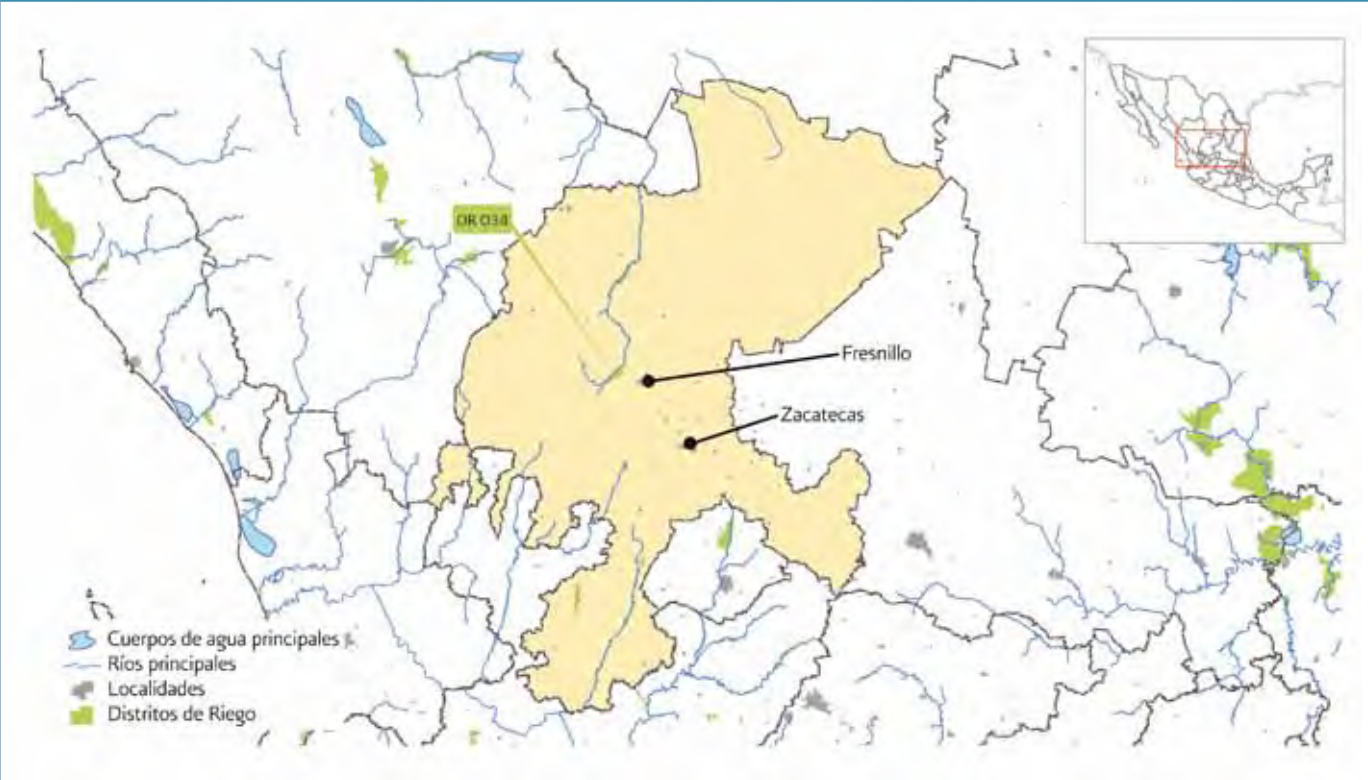 DR 034
Fresnillo
Zacatecas
Cuerpos de agua principales
Ríos principales
Localidades
Distritos de Riego